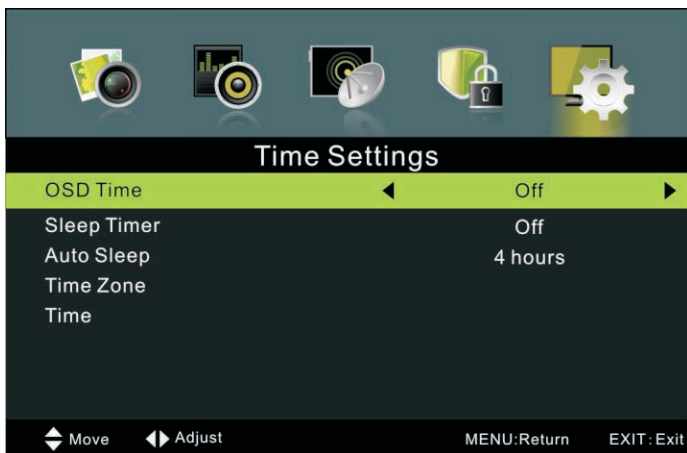 Time Settings
OSD Time Off
Sleep Timer Off
Auto Sleep 4 hours
Time Zone
Time
Move Adjust MENU:Return EXIT:Exit